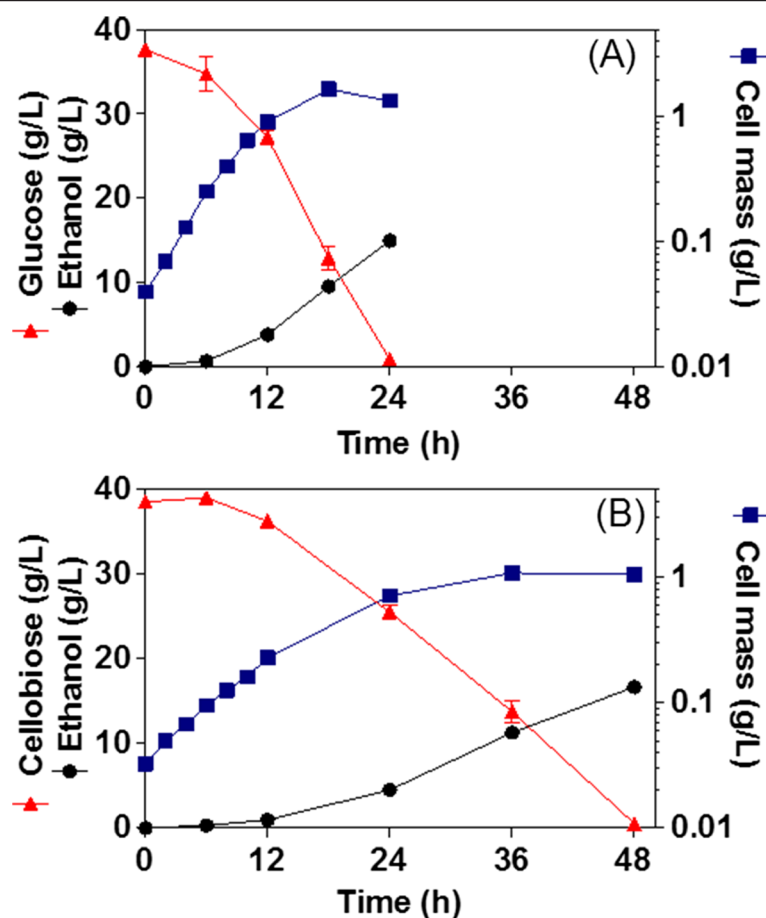 (A)
40
30
20
10
0
Glucose (g/L)
Ethanol (g/L)
1
0.1
0.01
Cell mass (g/L)
0 12 24 36 48
Time (h)
(B)
40
30
20
10
0
Cellobiose (g/L)
Ethanol (g/L)
1
0.1
0.01
Cell mass (g/L)
0 12 24 36 48
Time (h)